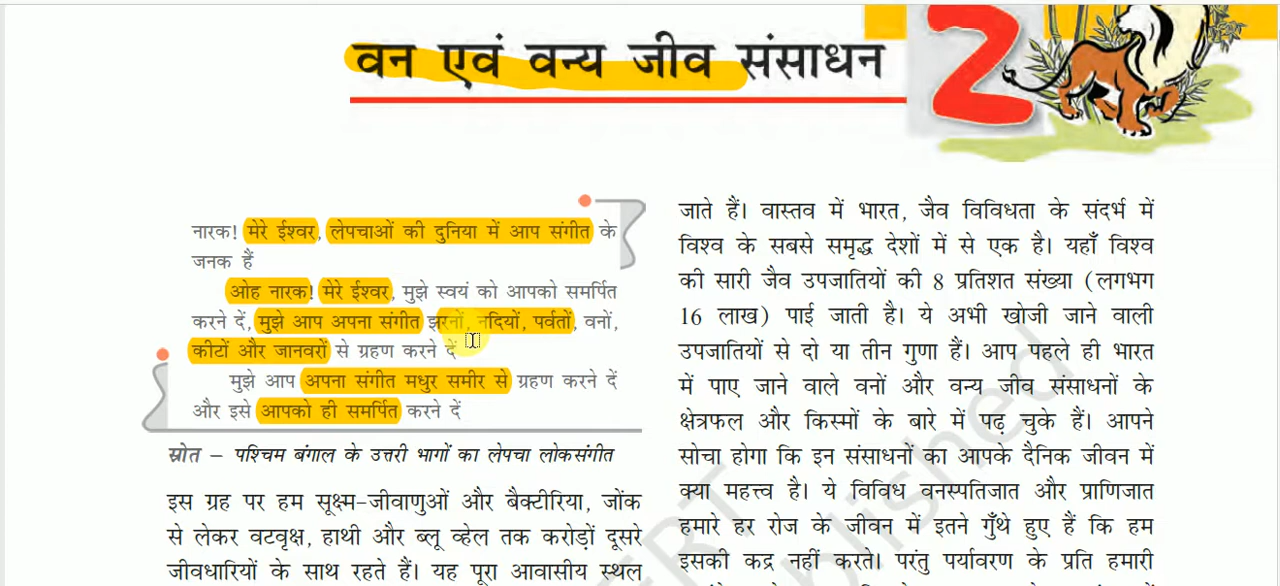 वन एवं वन्य जीव संसाधन
2
नारक! मेरे ईश्वर, लेपचाओं की दुनिया में आप संगीत के
जनक हैं
ओह नारक! मेरे ईश्वर, मुझे स्वयं को आपको समर्पित
करने दें, मुझे आप अपना संगीत झरनों, नदियों, पर्वतों, वनों,
कीटों और जानवरों से ग्रहण करने दें
मुझे आप अपना संगीत मधुर समीर से ग्रहण करने दें
और इसे आपको ही समर्पित करने दें
स्रोत – पश्चिम बंगाल के उत्तरी भागों का लेपचा लोकसंगीत
इस ग्रह पर हम सूक्ष्म-जीवाणुओं और बैक्टीरिया, जोंक
से लेकर वटवृक्ष, हाथी और ब्लू व्हेल तक करोड़ों दूसरे
जीवधारियों के साथ रहते हैं। यह पूरा आवासीय स्थल
जाते हैं। वास्तव में भारत, जैव विविधता के संदर्भ में
विश्व के सबसे समृद्ध देशों में से एक है। यहाँ विश्व
की सारी जैव उपजातियों की 8 प्रतिशत संख्या (लगभग
16 लाख) पाई जाती है। ये अभी खोजी जाने वाली
उपजातियों से दो या तीन गुणा हैं। आप पहले ही भारत
में पाए जाने वाले वनों और वन्य जीव संसाधनों के
क्षेत्रफल और किस्मों के बारे में पढ़ चुके हैं। आपने
सोचा होगा कि इन संसाधनों का आपके दैनिक जीवन में
क्या महत्त्व है। ये विविध वनस्पतिजात और प्राणिजात
हमारे हर रोज के जीवन में इतने गुँथे हुए हैं कि हम
इसकी कद्र नहीं करते। परंतु पर्यावरण के प्रति हमारी